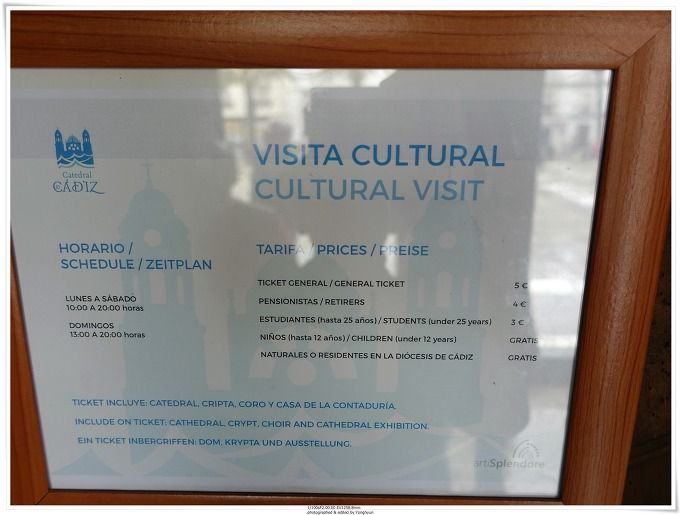 Catedral
CÁDIZ
VISITA CULTURAL
CULTURAL VISIT
HORARIO /
SCHEDULE / ZEITPLAN
LUNES A SÁBADO
10:00 A 20:00 horas
DOMINGOS
13:00 A 20:00 horas
TARIFA / PRICES / PREISE
TICKET GENERAL / GENERAL TICKET 5 €
PENSIONISTAS / RETIRERS 4 €
ESTUDIANTES (hasta 25 años) / STUDENTS (under 25 years) 3 €
NIÑOS (hasta 12 años) / CHILDREN (under 12 years) GRATIS
NATURALES O RESIDENTES EN LA DIÓCESIS DE CÁDIZ GRATIS
TICKET INCLUYE: CATEDRAL, CRIPTA, CORO Y CASA DE LA CONTADURÍA.
INCLUDE ON TICKET: CATHEDRAL, CRYPT, CHOIR AND CATHEDRAL EXHIBITION.
EIN TICKET INBERGRIFFEN: DOM, KRYPTA UND AUSSTELLUNG.
artiSplendore
photographed & edited by Yonghyun